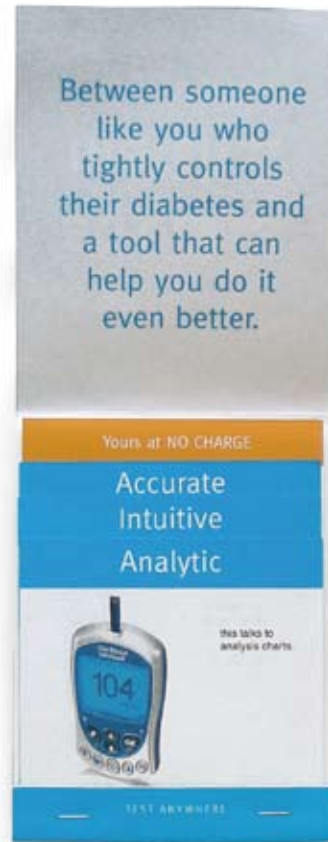 Between someone
like you who
tightly controls
their diabetes and
a tool that can
help you do it
even better.
Yours at NO CHARGE
Accurate
Intuitive
Analytic
this talks to
analysis charts
104
TEST ANYWHERE